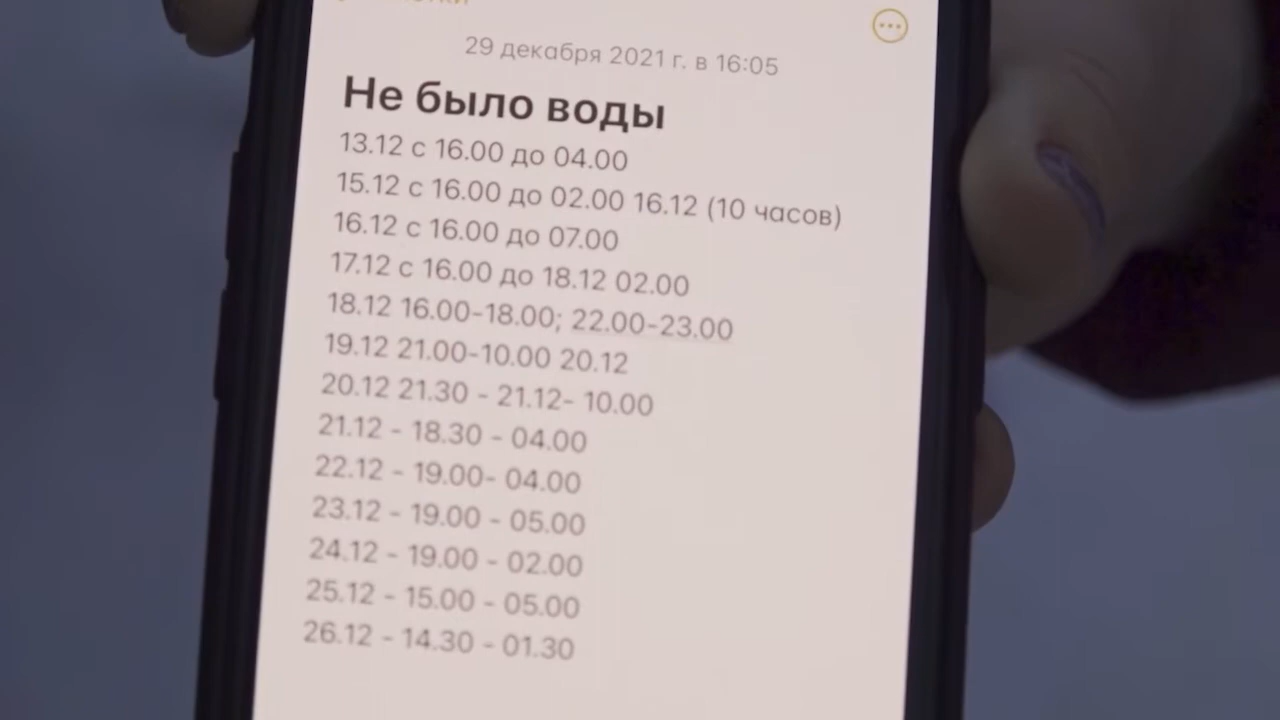 29 декабря 2021 г. в 16:05
Не было воды
13.12 с 16.00 до 04.00
15.12 с 16.00 до 02.00 16.12 (10 часов)
16.12 с 16.00 до 07.00
17.12 с 16.00 до 18.12 02.00
18.12 16.00-18.00; 22.00-23.00
19.12 21.00-10.00 20.12
20.12 21.30 - 21.12- 10.00
21.12 - 18.30 - 04.00
22.12 - 19.00- 04.00
23.12 - 19.00 - 05.00
24.12 - 19.00 - 02.00
25.12 - 15.00 - 05.00
26.12 - 14.30 - 01.30